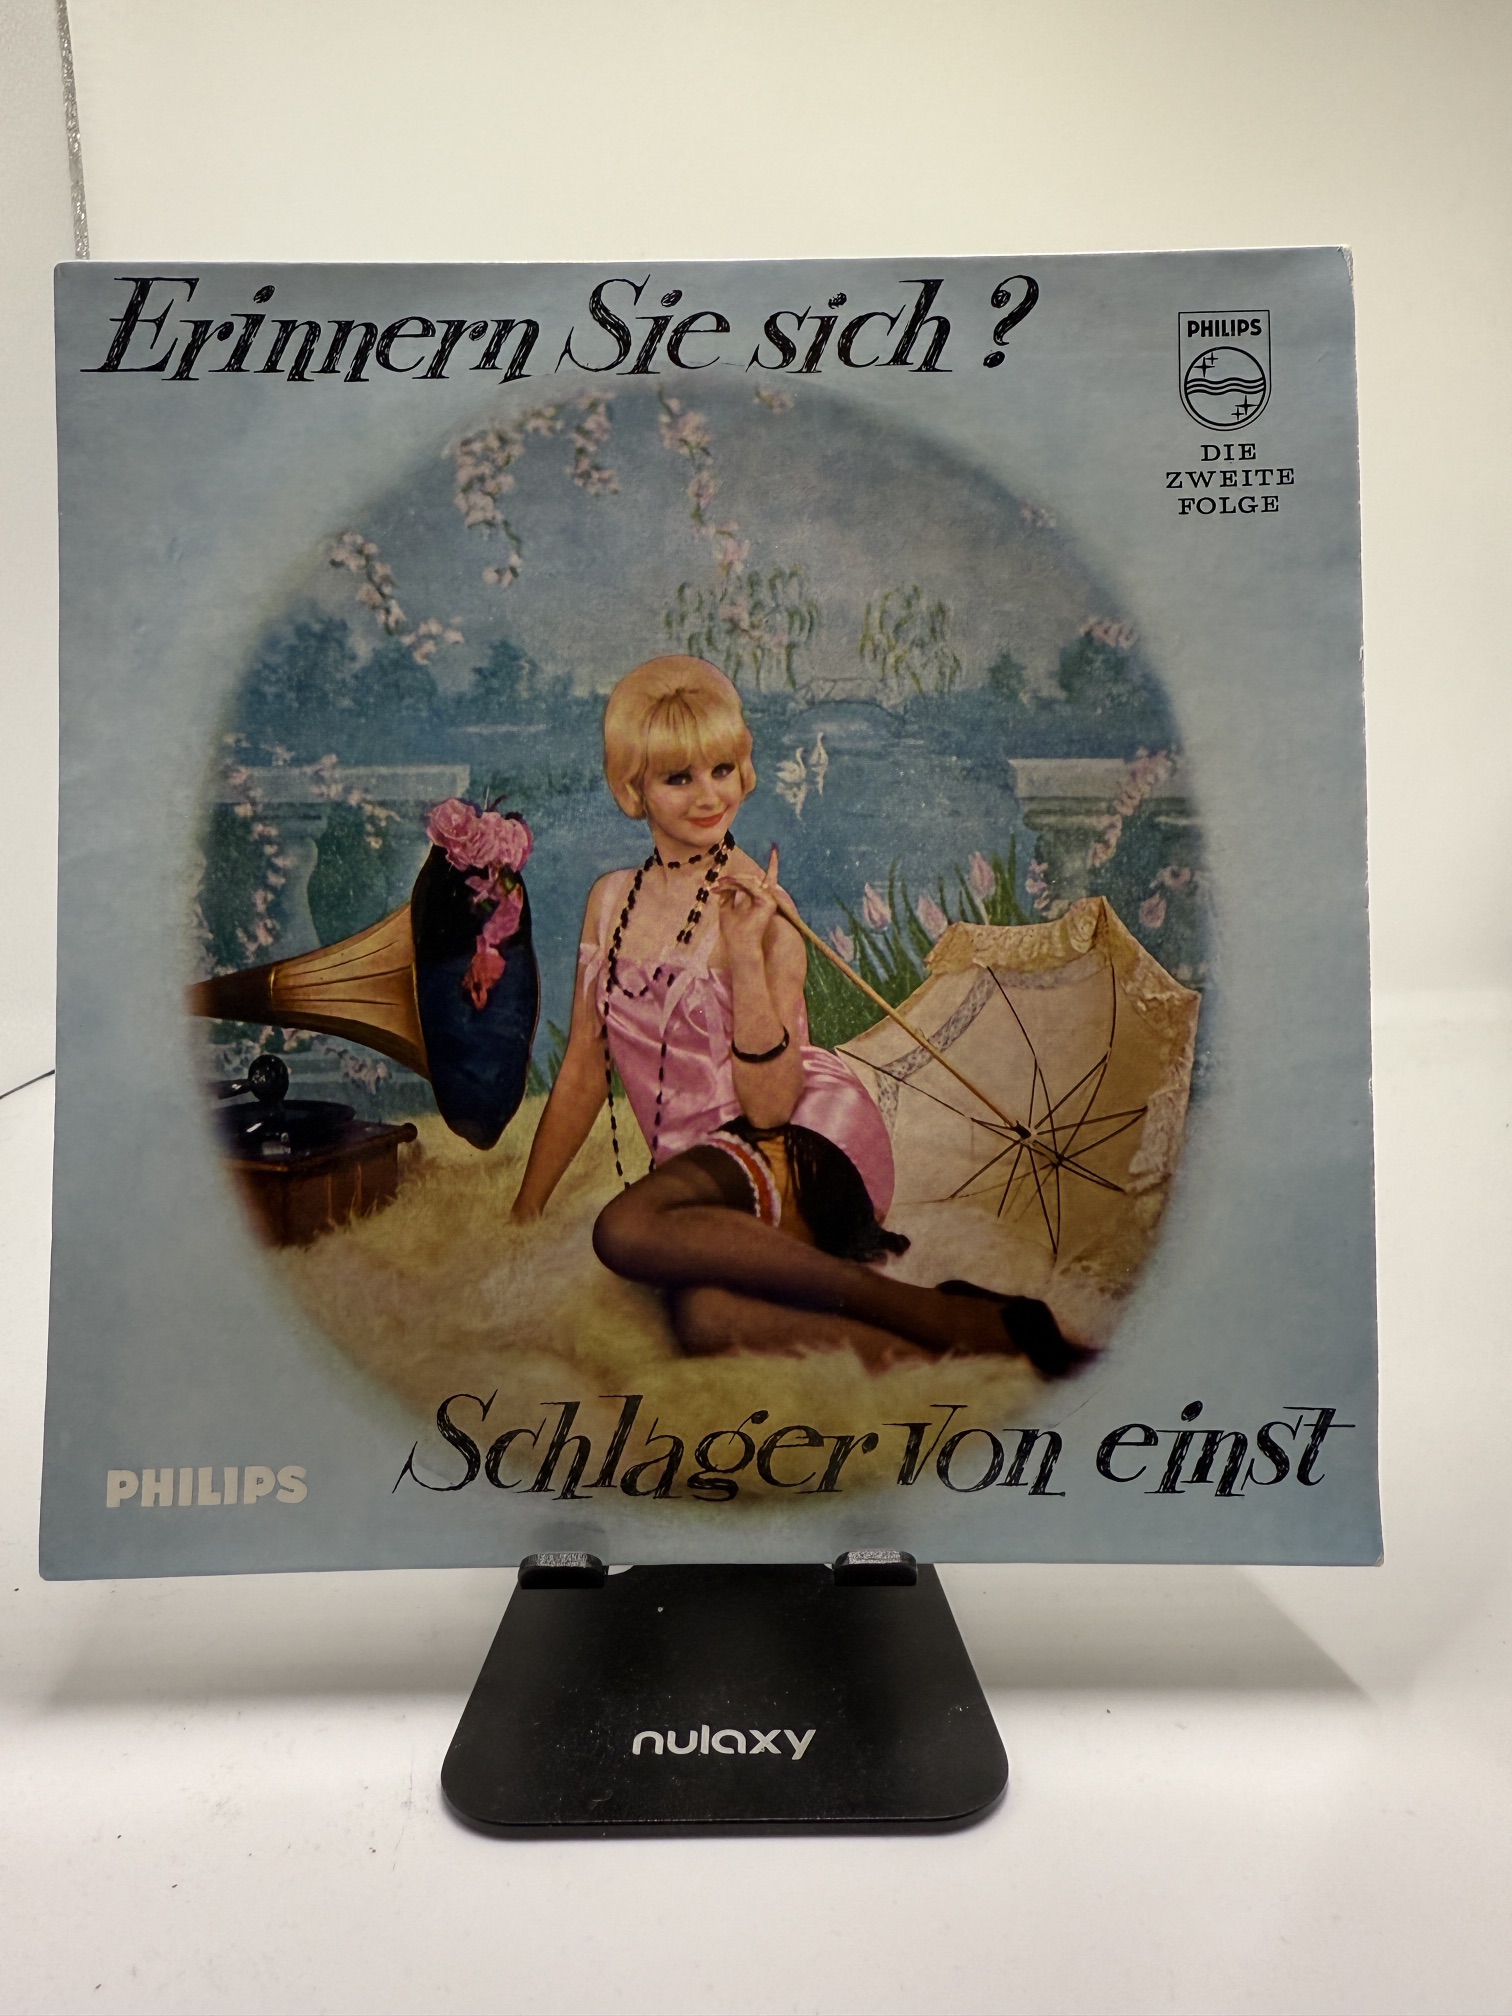 Erinnern Sie sich?
PHILIPS
DIE
ZWEITE
FOLGE
Schlager von einst
PHILIPS
nulaxy